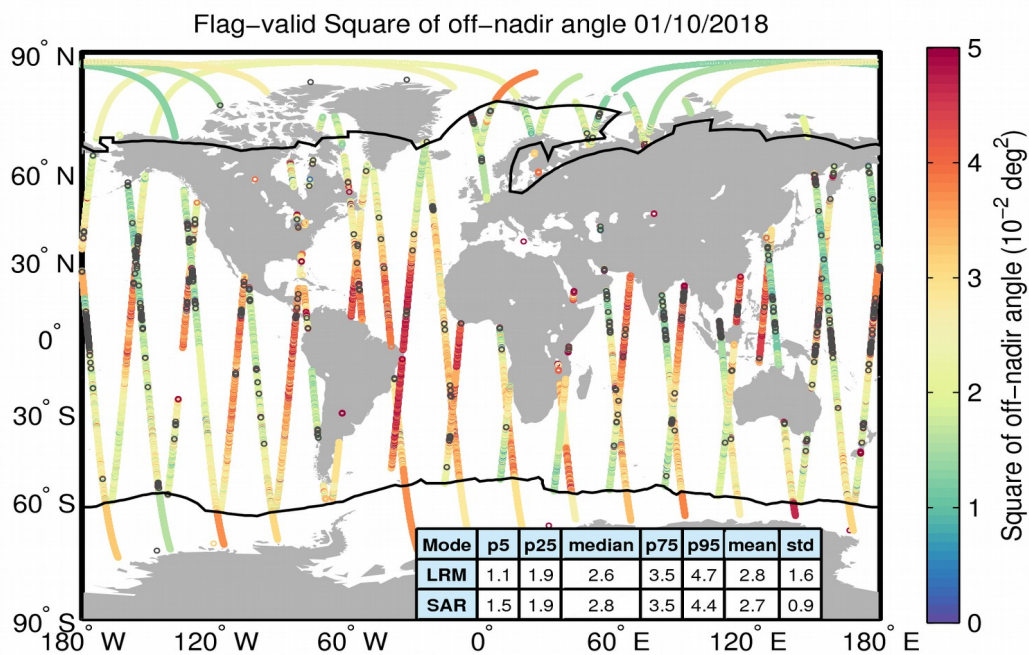 Flag−valid Square of off−nadir angle 01/10/2018
90° N
60° N
30° N
0°
30° S
60° S
90° S
180° W
120° W
60° W
0°
60° E
120° E
180° E
Mode p5 p25 median p75 p95 mean std
LRM 1.1 1.9 2.6 3.5 4.7 2.8 1.6
SAR 1.5 1.9 2.8 3.5 4.4 2.7 0.9
5
4
3
2
1
0
Square of off−nadir angle (10⁻² deg²)